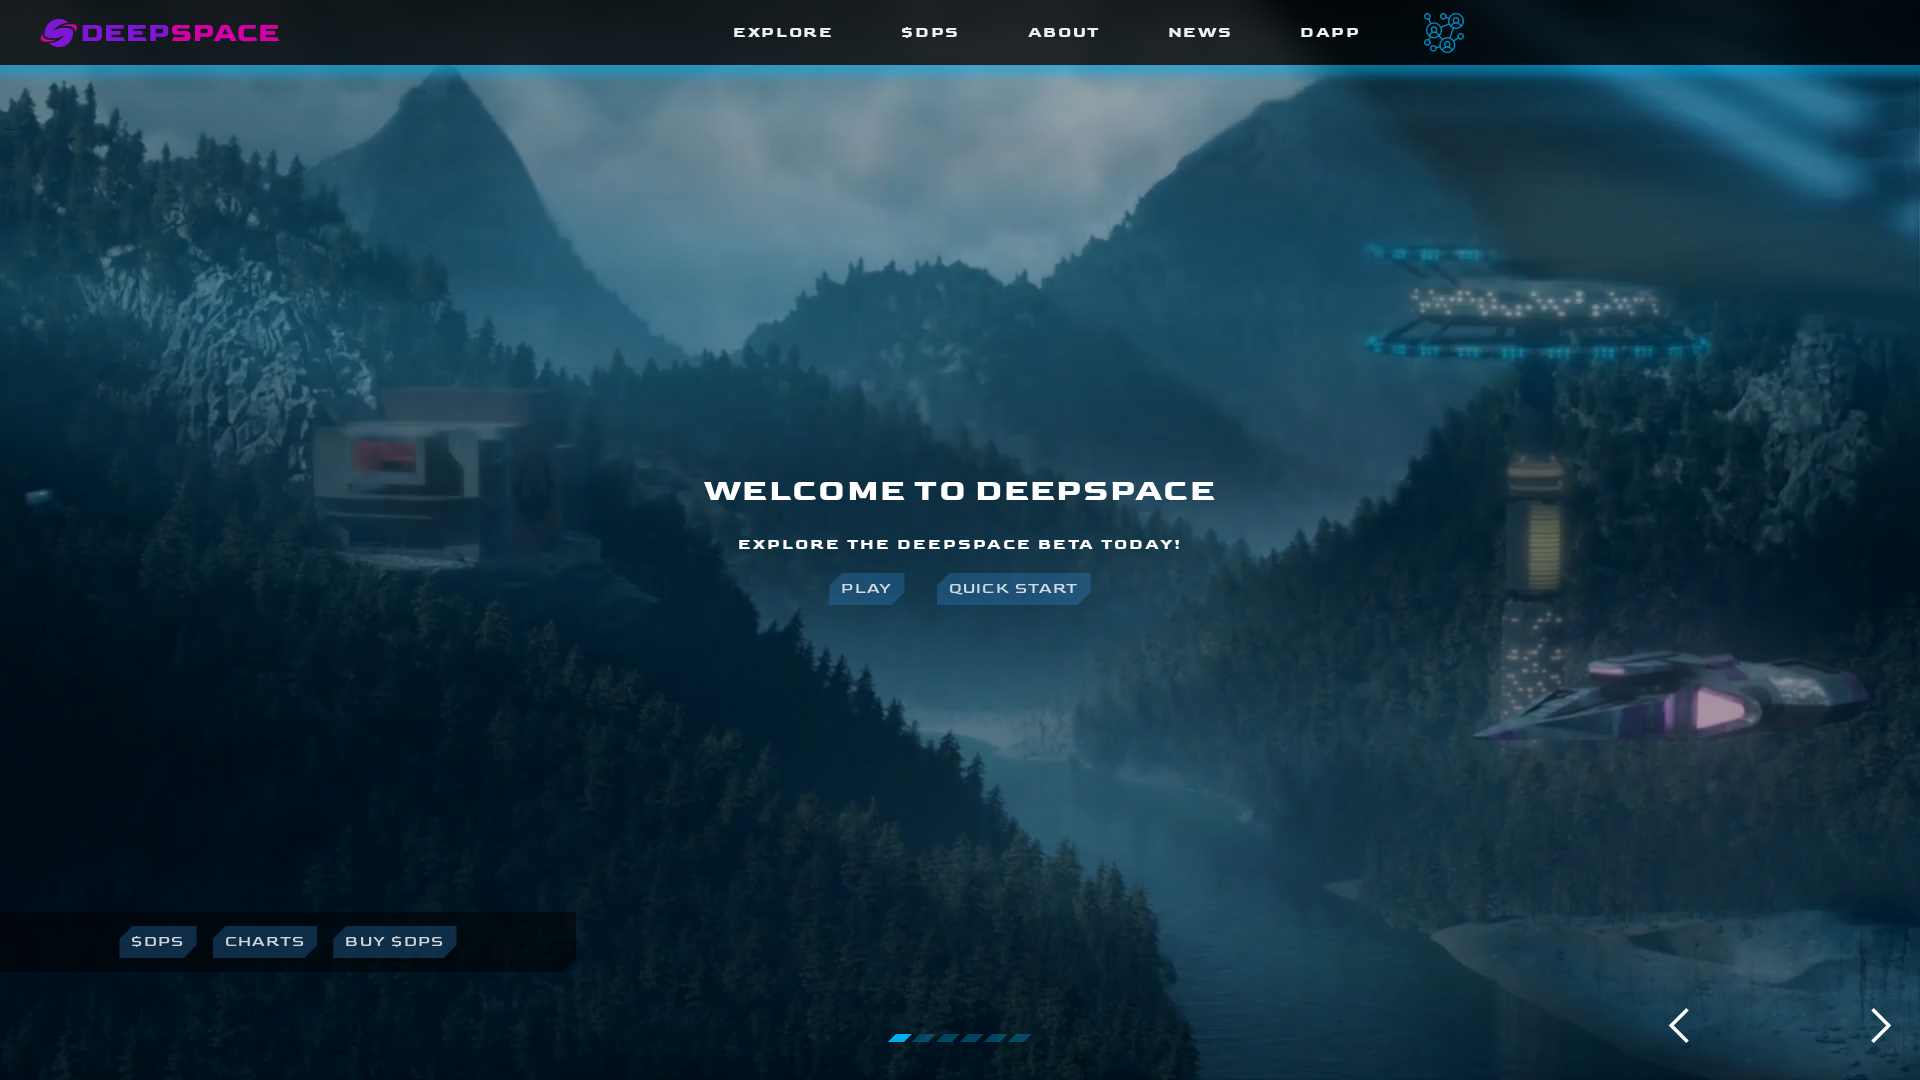 DEEPSPACE
EXPLORE
$DPS
ABOUT
NEWS
DAPP
WELCOME TO DEEPSPACE
EXPLORE THE DEEPSPACE BETA TODAY!
PLAY
QUICK START
$DPS
CHARTS
BUY $DPS